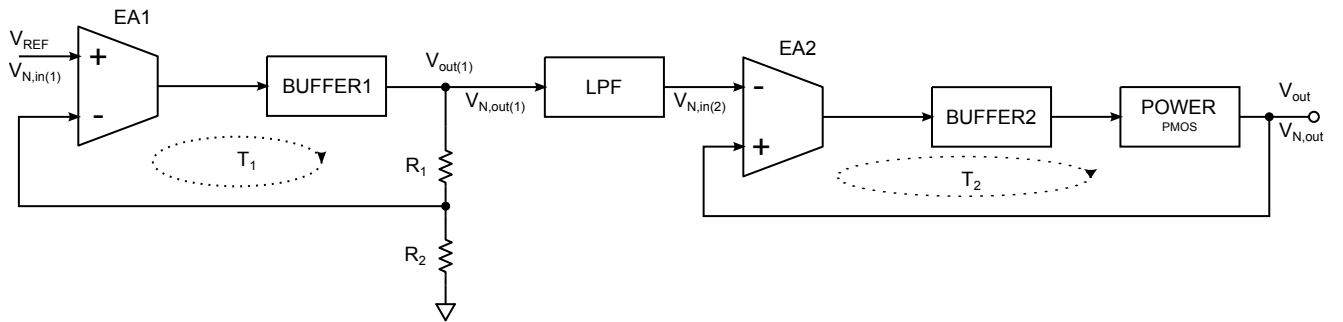 EA1
V_REF
V_N,in(1)
+
-
BUFFER1
V_out(1)
V_N,out(1)
T_1
R_1
R_2
LPF
V_N,in(2)
EA2
-
+
BUFFER2
POWER
PMOS
V_out
V_N,out
T_2